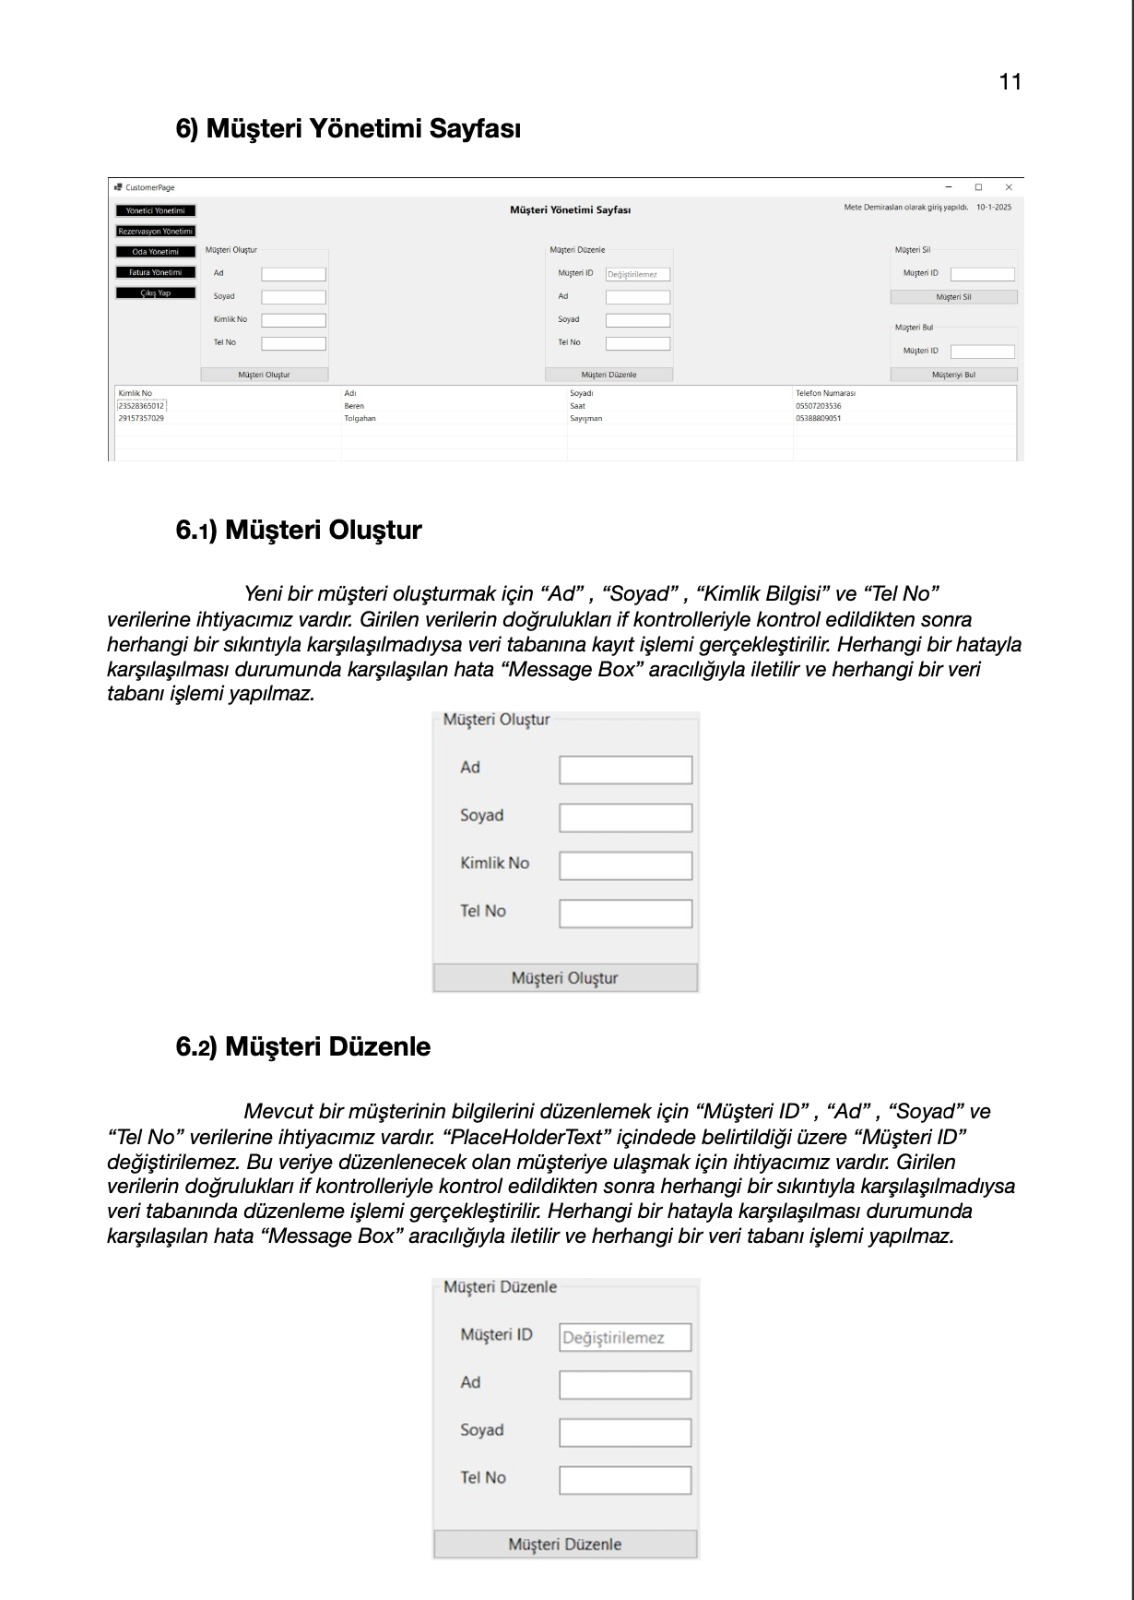 11
6) Müşteri Yönetimi Sayfası
CustomerPage
Yönetici Yönetimi
Müşteri Yönetimi Sayfası
Mete Demiraslan olarak giriş yapıldı. 10-1-2025
Rezervasyon Yönetimi
Oda Yönetimi
Fatura Yönetimi
Çıkış Yap
Müşteri Oluştur
Ad
Soyad
Kimlik No
Tel No
Müşteri Oluştur
Müşteri Düzenle
Müşteri ID Değiştirilemez
Ad
Soyad
Tel No
Müşteri Düzenle
Müşteri Sil
Müşteri ID
Müşteri Sil
Müşteri Bul
Müşteri ID
Müşteriyi Bul
Kimlik No Adı Soyadı Telefon Numarası
23528365012 Beren Saat 05507203536
29157357029 Tolgahan Sayışman 05388809051
6.1) Müşteri Oluştur
Yeni bir müşteri oluşturmak için “Ad” , “Soyad” , “Kimlik Bilgisi” ve “Tel No”
verilerine ihtiyacımız vardır. Girilen verilerin doğrulukları if kontrolleriyle kontrol edildikten sonra
herhangi bir sıkıntıyla karşılaşılmadıysa veri tabanına kayıt işlemi gerçekleştirilir. Herhangi bir hatayla
karşılaşılması durumunda karşılaşılan hata “Message Box” aracılığıyla iletilir ve herhangi bir veri
tabanı işlemi yapılmaz.
Müşteri Oluştur
Ad
Soyad
Kimlik No
Tel No
Müşteri Oluştur
6.2) Müşteri Düzenle
Mevcut bir müşterinin bilgilerini düzenlemek için “Müşteri ID” , “Ad” , “Soyad” ve
“Tel No” verilerine ihtiyacımız vardır. “PlaceHolderText” içindede belirtildiği üzere “Müşteri ID”
değiştirilemez. Bu veriye düzenlenecek olan müşteriye ulaşmak için ihtiyacımız vardır. Girilen
verilerin doğrulukları if kontrolleriyle kontrol edildikten sonra herhangi bir sıkıntıyla karşılaşılmadıysa
veri tabanında düzenleme işlemi gerçekleştirilir. Herhangi bir hatayla karşılaşılması durumunda
karşılaşılan hata “Message Box” aracılığıyla iletilir ve herhangi bir veri tabanı işlemi yapılmaz.
Müşteri Düzenle
Müşteri ID Değiştirilemez
Ad
Soyad
Tel No
Müşteri Düzenle